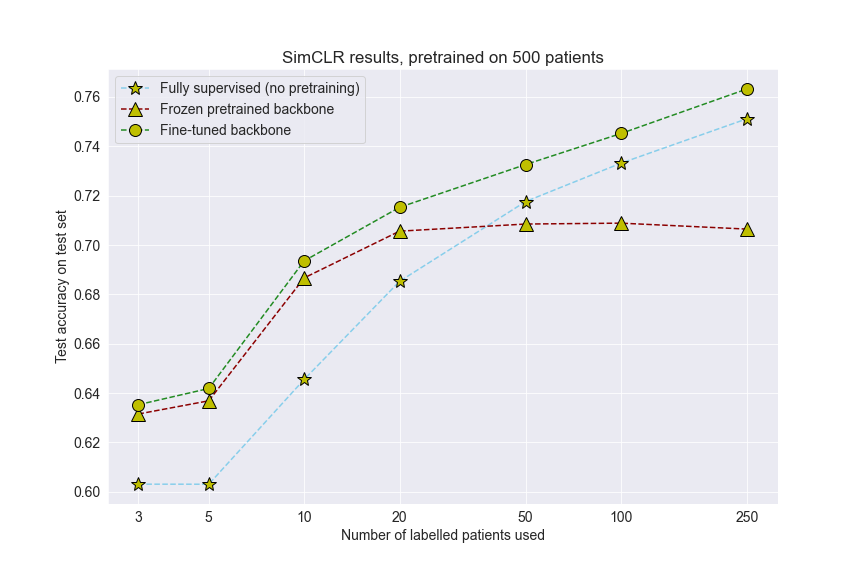 SimCLR results, pretrained on 500 patients
Fully supervised (no pretraining)
Frozen pretrained backbone
Fine-tuned backbone
Test accuracy on test set
0.76
0.74
0.72
0.70
0.68
0.66
0.64
0.62
0.60
3 5 10 20 50 100 250
Number of labelled patients used